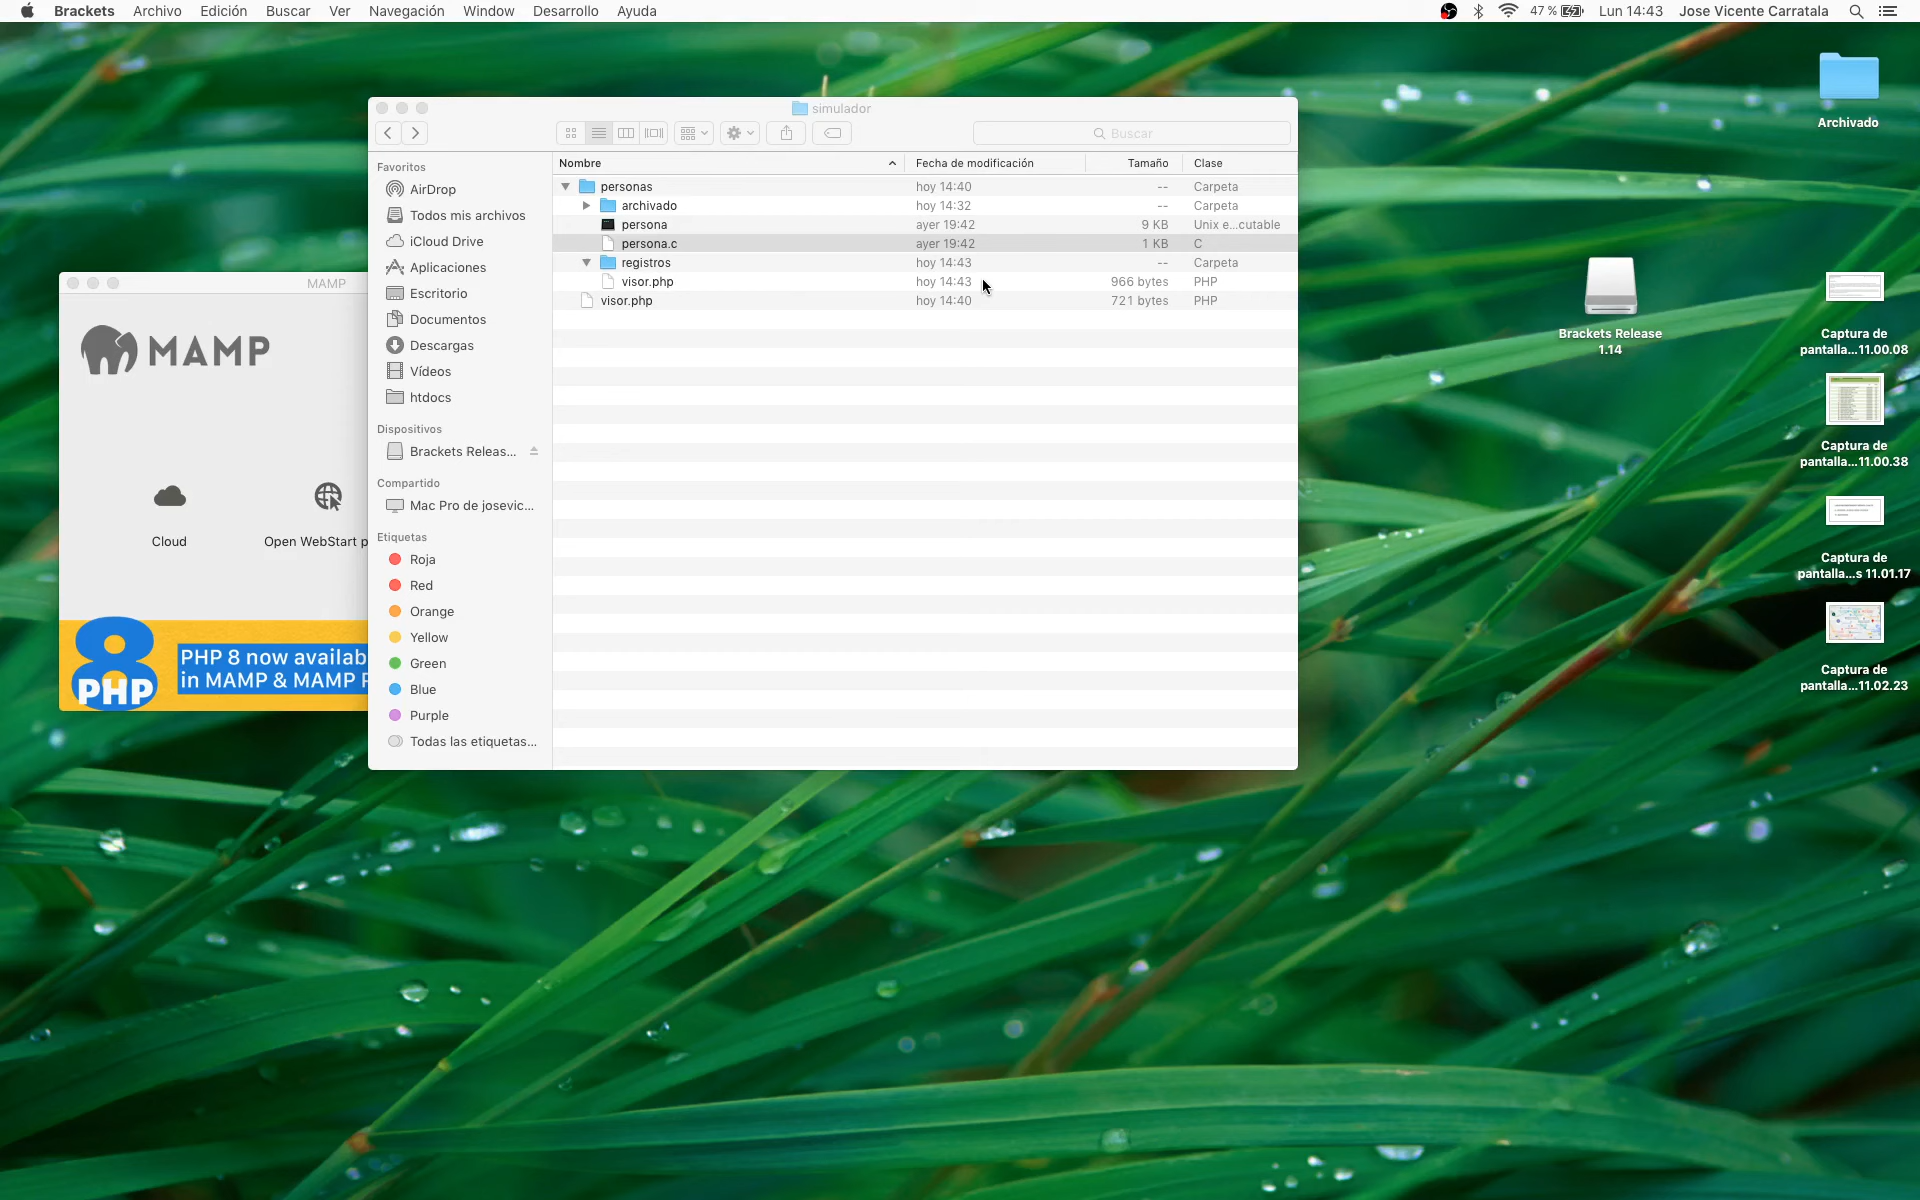 Brackets Archivo Edición Buscar Ver Navegación Window Desarrollo Ayuda
47 % Lun 14:43 Jose Vicente Carratala
simulador
Buscar
Favoritos
AirDrop
Todos mis archivos
iCloud Drive
Aplicaciones
Escritorio
Documentos
Descargas
Vídeos
htdocs
Dispositivos
Brackets Releas...
Compartido
Mac Pro de josevic...
Etiquetas
Roja
Red
Orange
Yellow
Green
Blue
Purple
Todas las etiquetas...
Nombre Fecha de modificación Tamaño Clase
personas hoy 14:40 -- Carpeta
archivado hoy 14:32 -- Carpeta
persona ayer 19:42 9 KB Unix e...cutable
persona.c ayer 19:42 1 KB C
registros hoy 14:43 -- Carpeta
visor.php hoy 14:43 966 bytes PHP
visor.php hoy 14:40 721 bytes PHP
MAMP
MAMP
Cloud
Open WebStart p
8
PHP
PHP 8 now availab
in MAMP & MAMP P
Archivado
Brackets Release
1.14
Captura de
pantalla...11.00.08
Captura de
pantalla...11.00.38
Captura de
pantalla...s 11.01.17
Captura de
pantalla...11.02.23